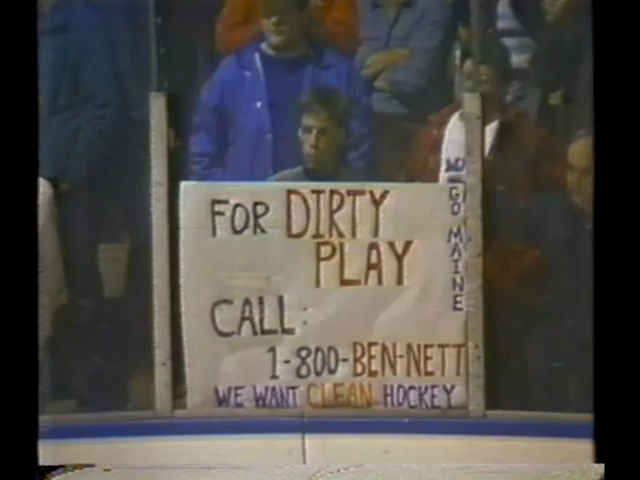 FOR DIRTY
PLAY
CALL:
1-800-BEN-NETT
WE WANT CLEAN HOCKEY
GO MAINE